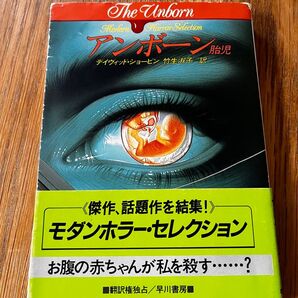 The Unborn
Modern Horror Selection
アンボーン 胎児
デイヴィッド・ショービン 竹生淑子 訳
《傑作、話題作を結集!》
モダンホラー・セレクション
お腹の赤ちゃんが私を殺す……?
■翻訳権独占/早川書房■